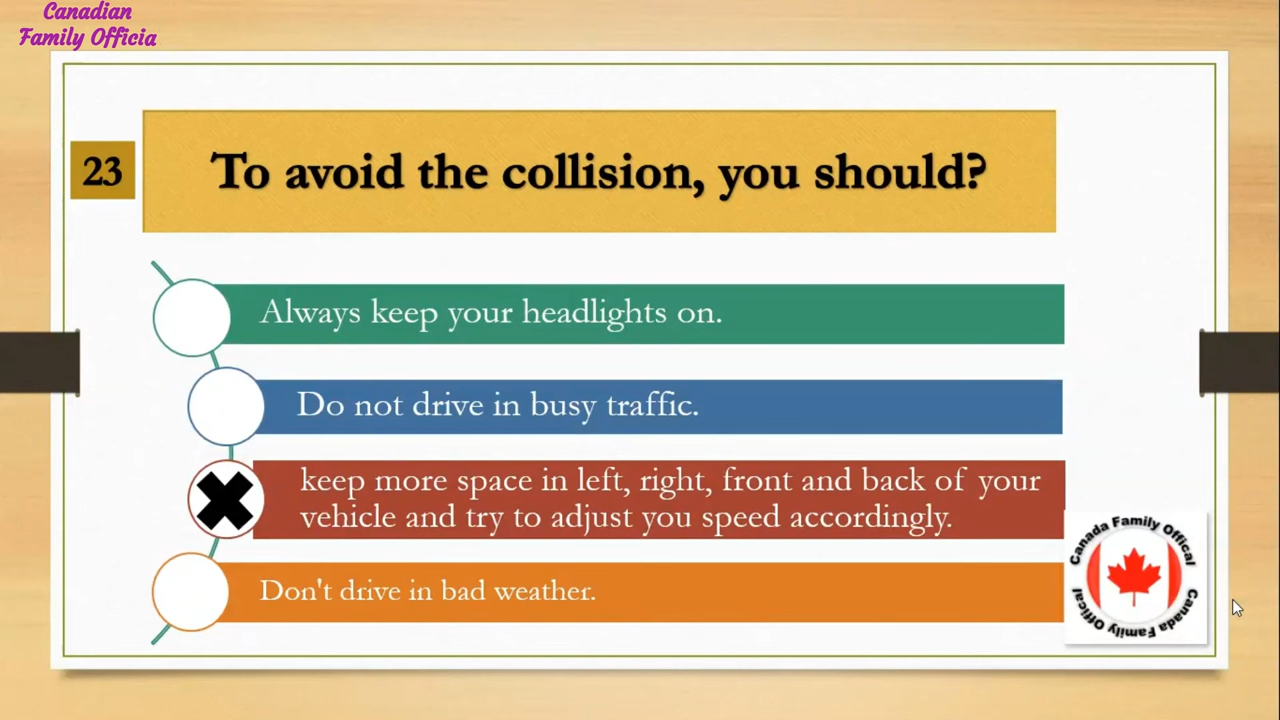 Canadian
Family Officia
23
To avoid the collision, you should?
Always keep your headlights on.
Do not drive in busy traffic.
keep more space in left, right, front and back of your
vehicle and try to adjust you speed accordingly.
Don't drive in bad weather.
Canada Family Offical
Canada Family Offical